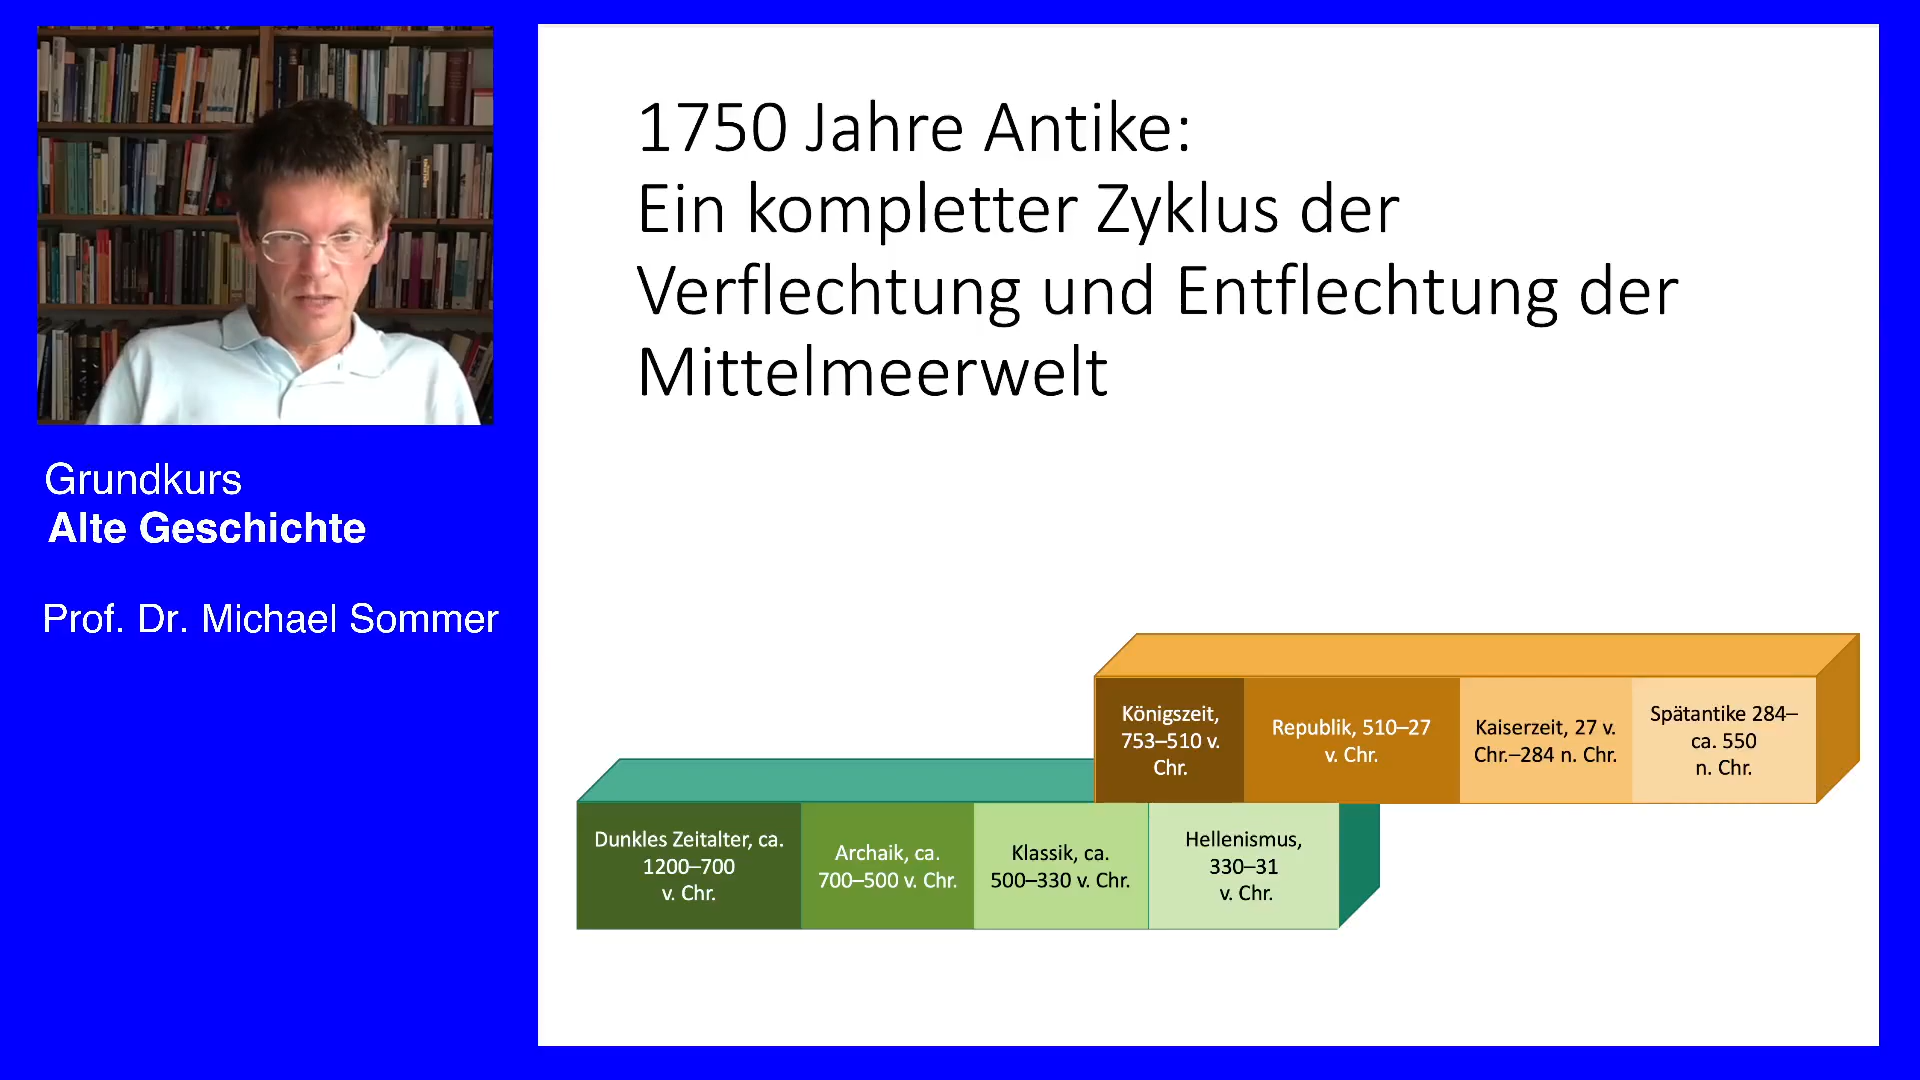 Grundkurs
Alte Geschichte
Prof. Dr. Michael Sommer
1750 Jahre Antike:
Ein kompletter Zyklus der
Verflechtung und Entflechtung der
Mittelmeerwelt
Königszeit,
753–510 v.
Chr.
Republik, 510–27
v. Chr.
Kaiserzeit, 27 v.
Chr.–284 n. Chr.
Spätantike 284–
ca. 550
n. Chr.
Dunkles Zeitalter, ca.
1200–700
v. Chr.
Archaik, ca.
700–500 v. Chr.
Klassik, ca.
500–330 v. Chr.
Hellenismus,
330–31
v. Chr.